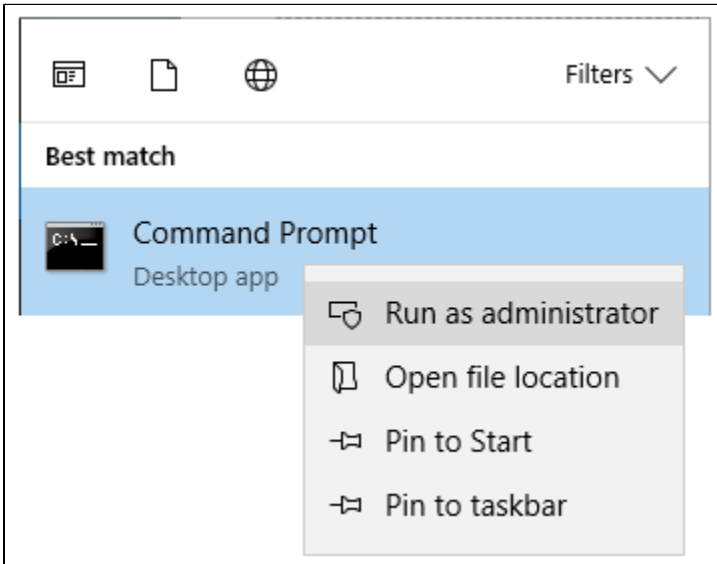 Filters
Best match
C:\
Command Prompt
Desktop app
Run as administrator
Open file location
Pin to Start
Pin to taskbar